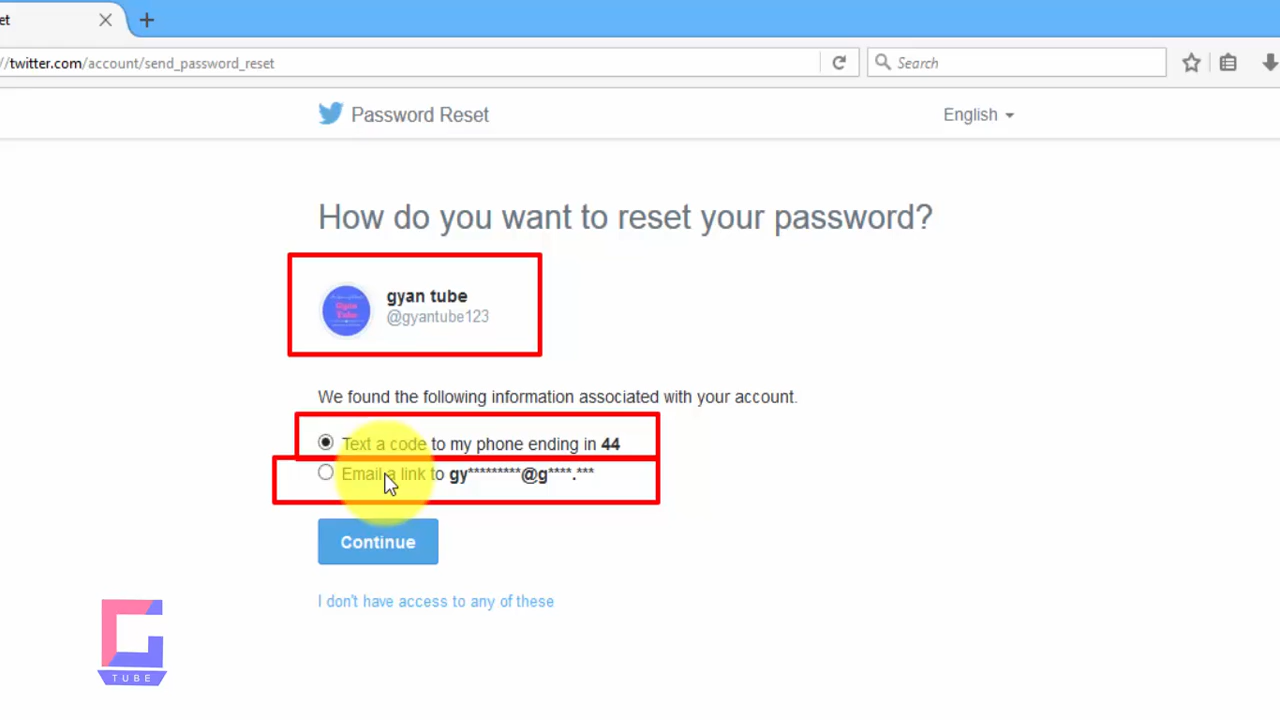 et
//twitter.com/account/send_password_reset
Search
Password Reset
English
How do you want to reset your password?
gyan tube
@gyantube123
We found the following information associated with your account.
Text a code to my phone ending in 44
Email a link to gy*********@g****.***
Continue
I don't have access to any of these
TUBE